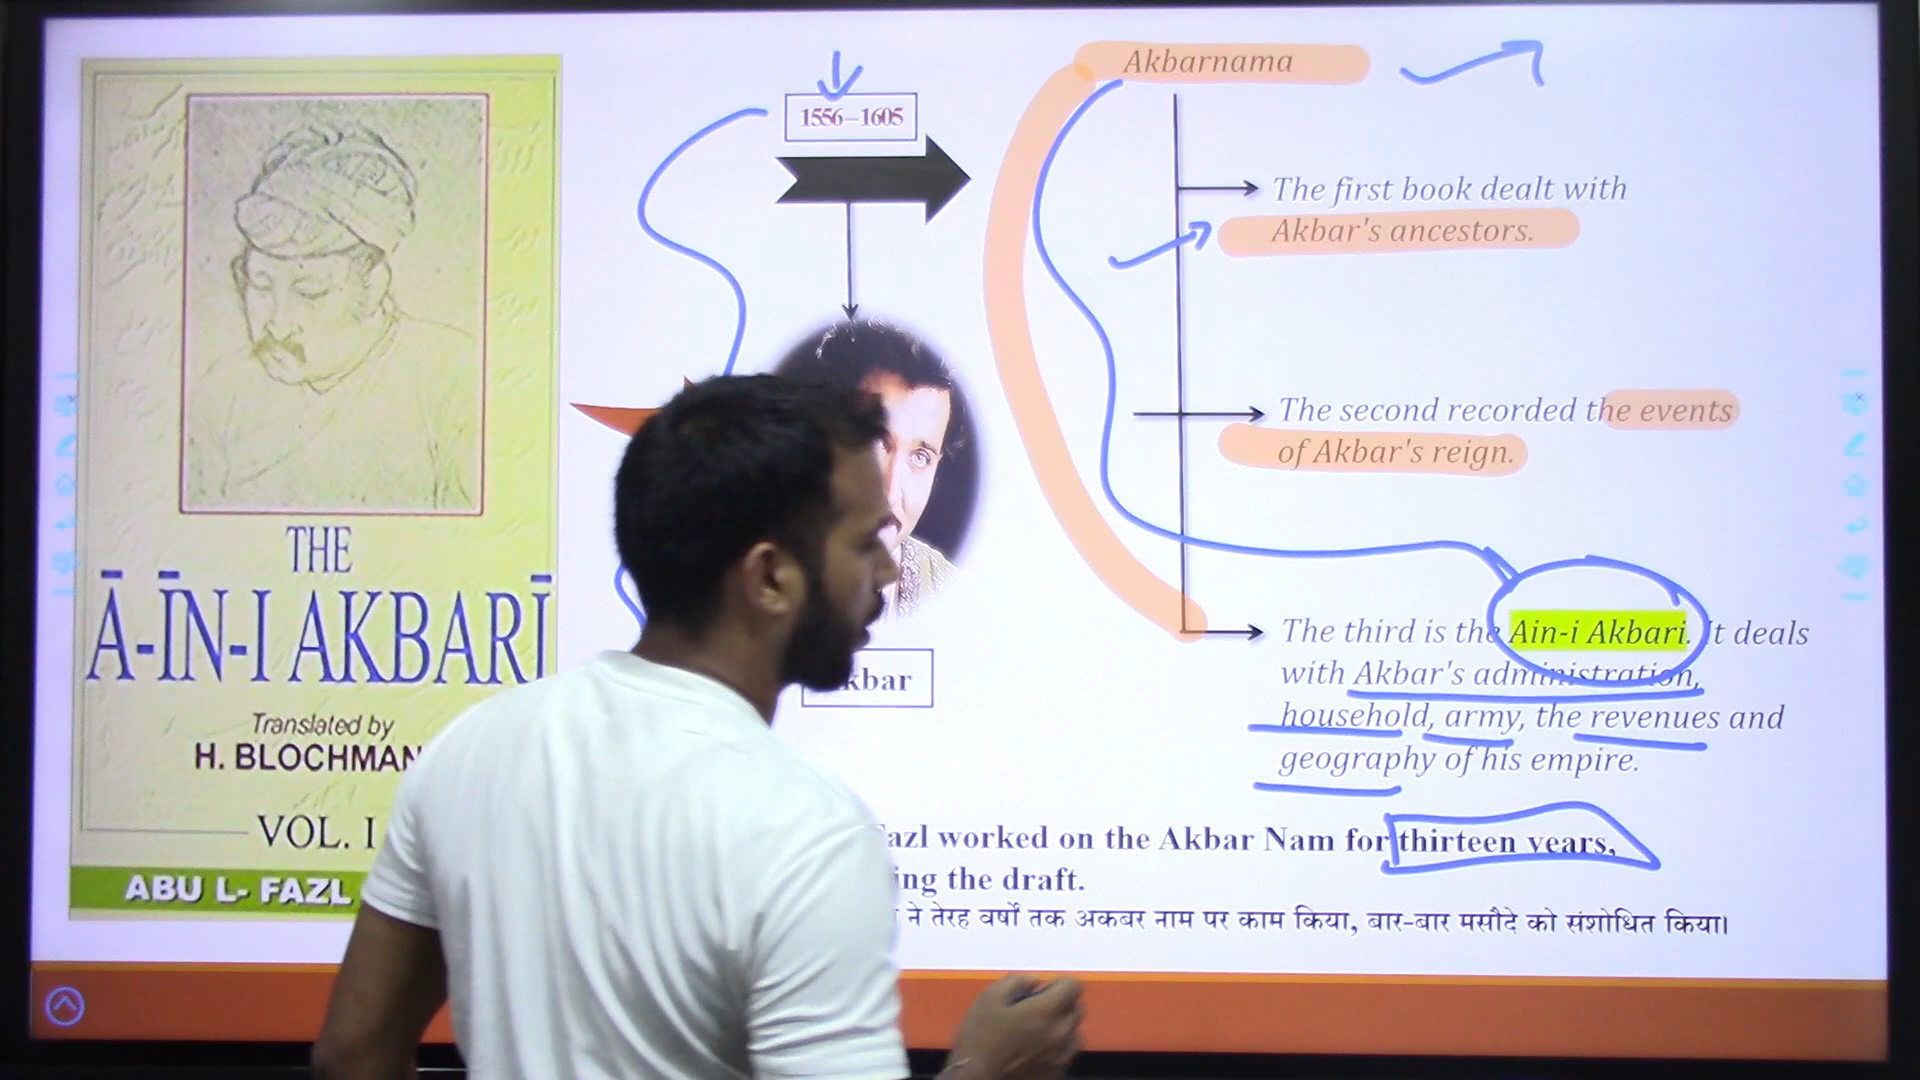 THE
Ā-ĪN-I AKBARĪ
Translated by
H. BLOCHMAN
VOL. I
ABU L- FAZL
1556–1605
kbar
Akbarnama
The first book dealt with
Akbar's ancestors.
The second recorded the events
of Akbar's reign.
The third is the Ain-i Akbari. It deals
with Akbar's administration,
household, army, the revenues and
geography of his empire.
azl worked on the Akbar Nam for thirteen years,
ing the draft.
ने तेरह वर्षों तक अकबर नाम पर काम किया, बार-बार मसौदे को संशोधित किया।